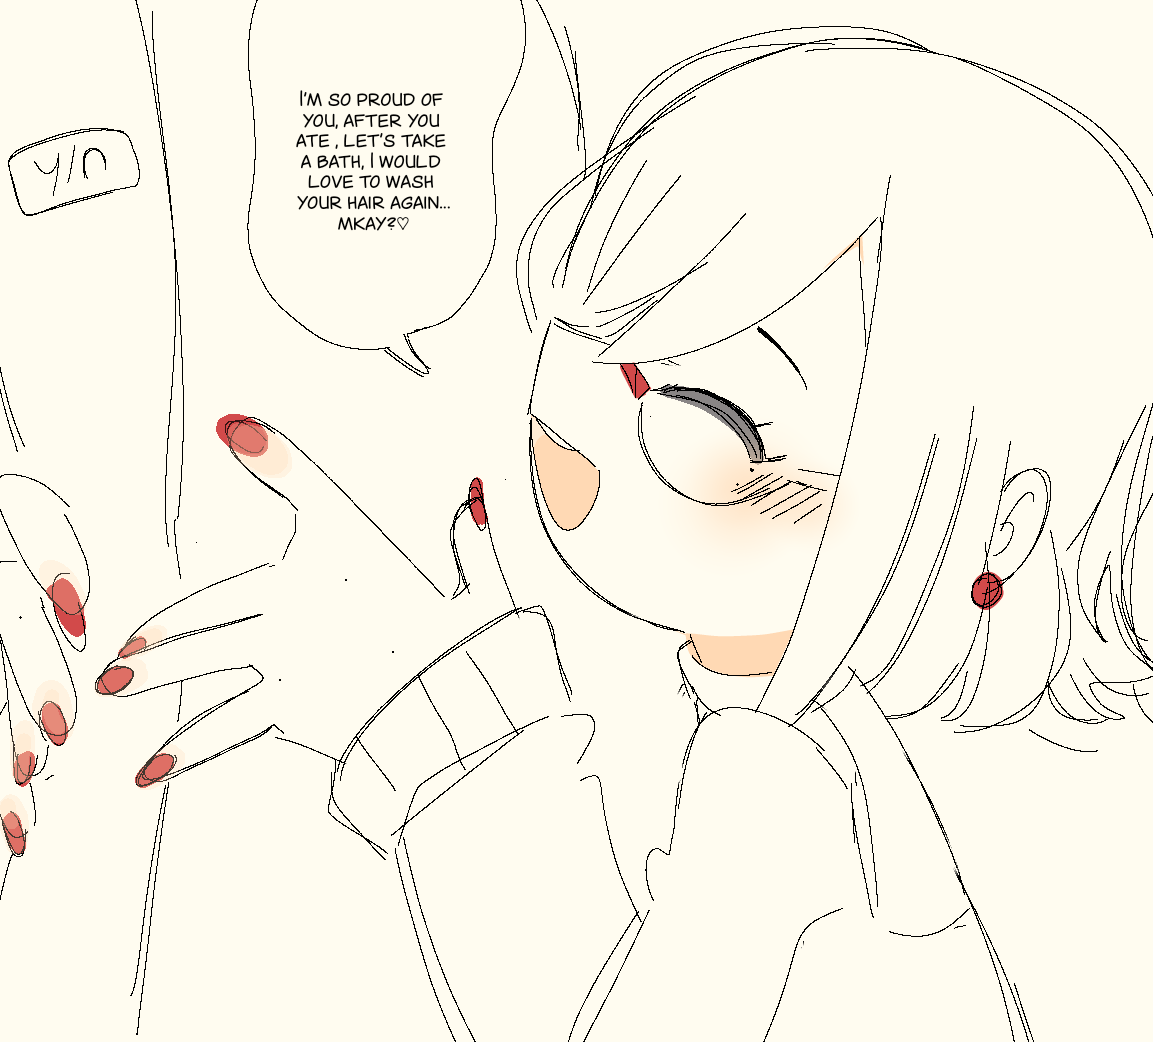 y/n
I'M SO PROUD OF
YOU, AFTER YOU
ATE , LET'S TAKE
A BATH, I WOULD
LOVE TO WASH
YOUR HAIR AGAIN...
MKAY?♡